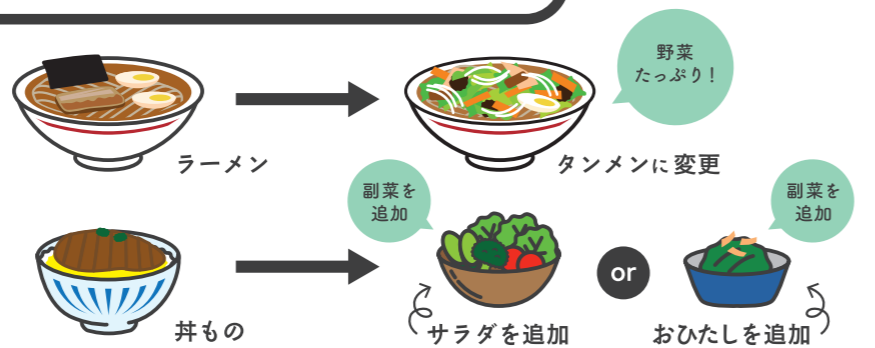 野菜
たっぷり！
ラーメン
タンメンに変更
副菜を
追加
副菜を
追加
or
丼もの
サラダを追加
おひたしを追加